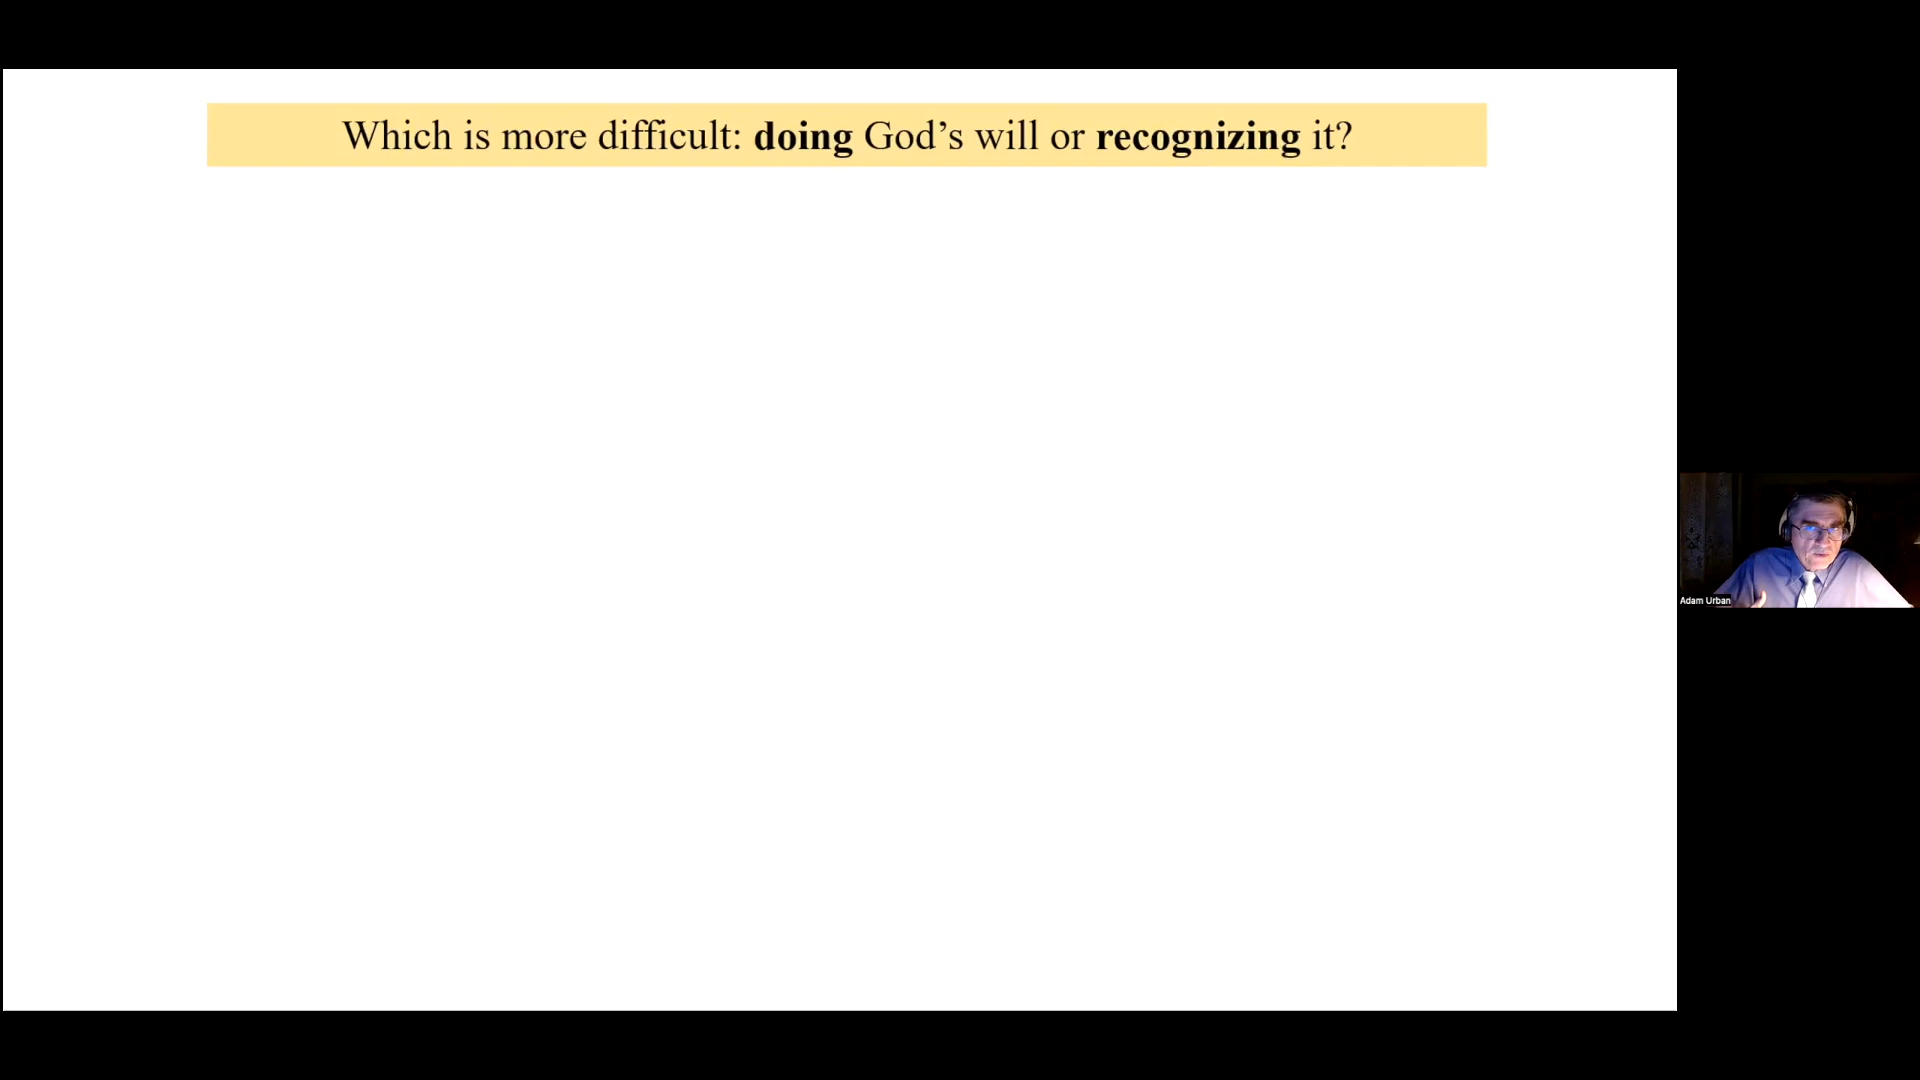 Which is more difficult: doing God’s will or recognizing it?
Adam Urban